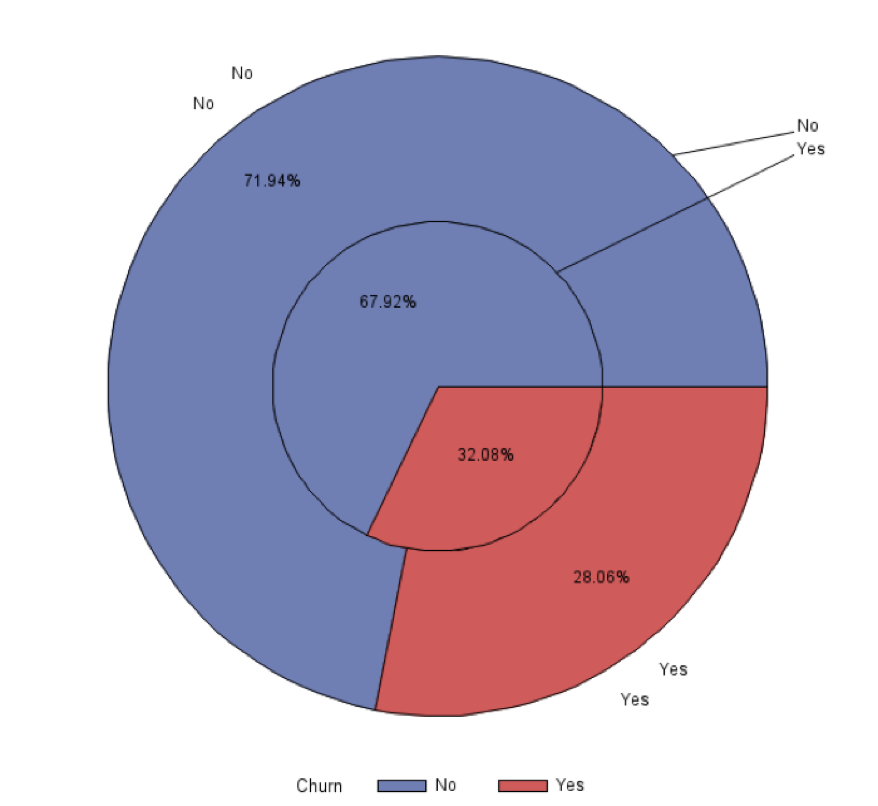 No
No
No
Yes
71.94%
67.92%
32.08%
28.06%
Yes
Yes
Churn No Yes